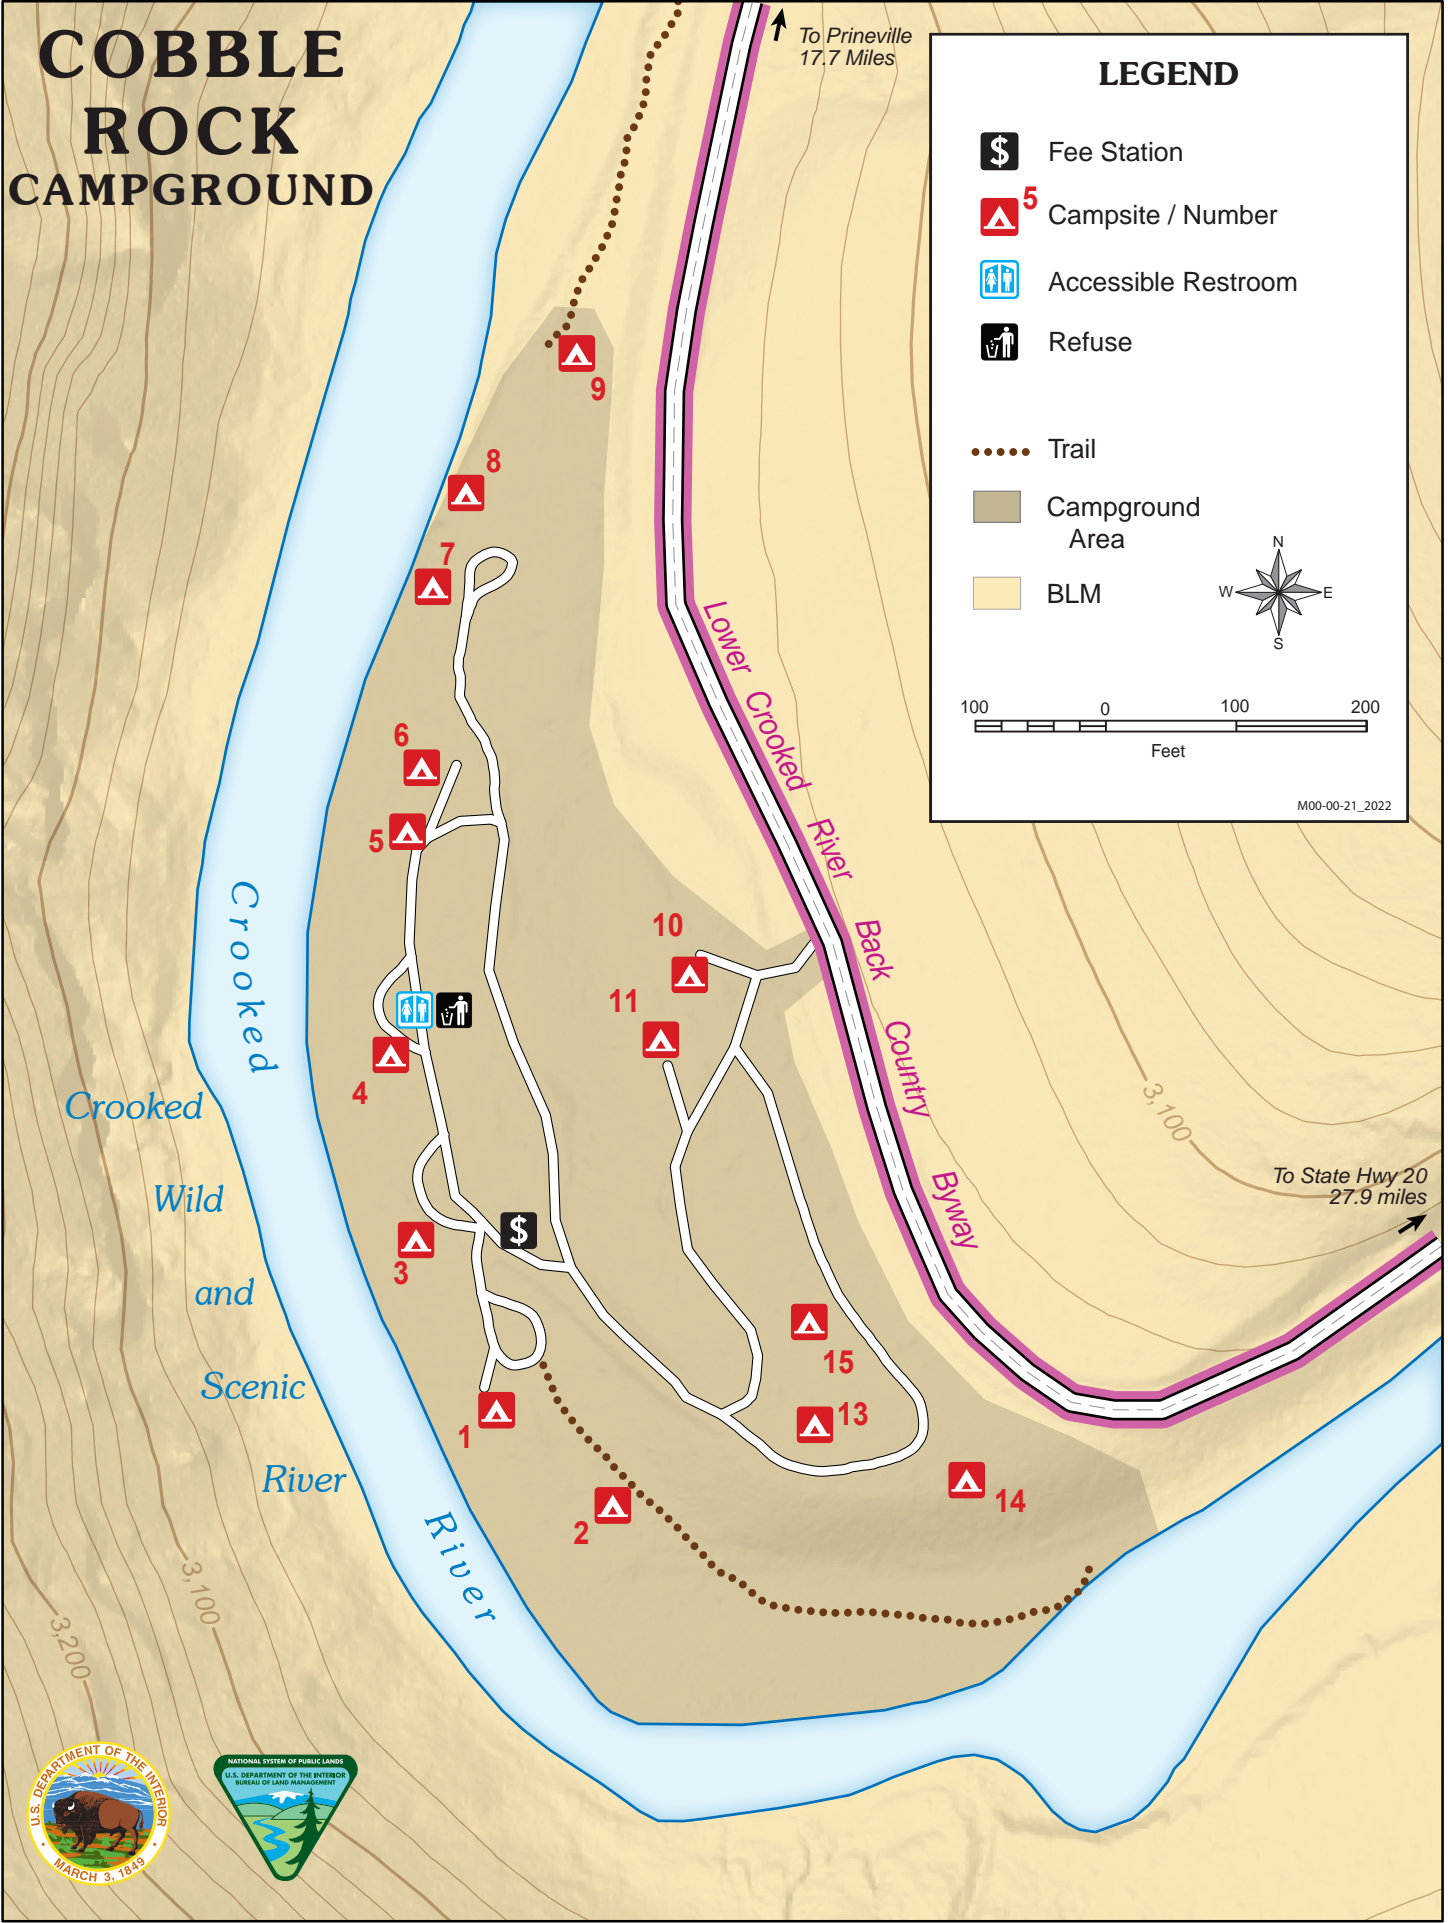 COBBLE
ROCK
CAMPGROUND
To Prineville
17.7 Miles
LEGEND
$ Fee Station
5 Campsite / Number
Accessible Restroom
Refuse
Trail
Campground
Area
BLM
N
W E
S
100 0 100 200
Feet
M00-00-21_2022
9
8
7
6
5
10
11
4
3
$
15
13
1
14
2
Lower Crooked River Back Country Byway
To State Hwy 20
27.9 miles
3,100
Crooked
River
Crooked
Wild
and
Scenic
River
3,100
3,200
U.S. DEPARTMENT OF THE INTERIOR
MARCH 3, 1849
NATIONAL SYSTEM OF PUBLIC LANDS
U.S. DEPARTMENT OF THE INTERIOR
BUREAU OF LAND MANAGEMENT